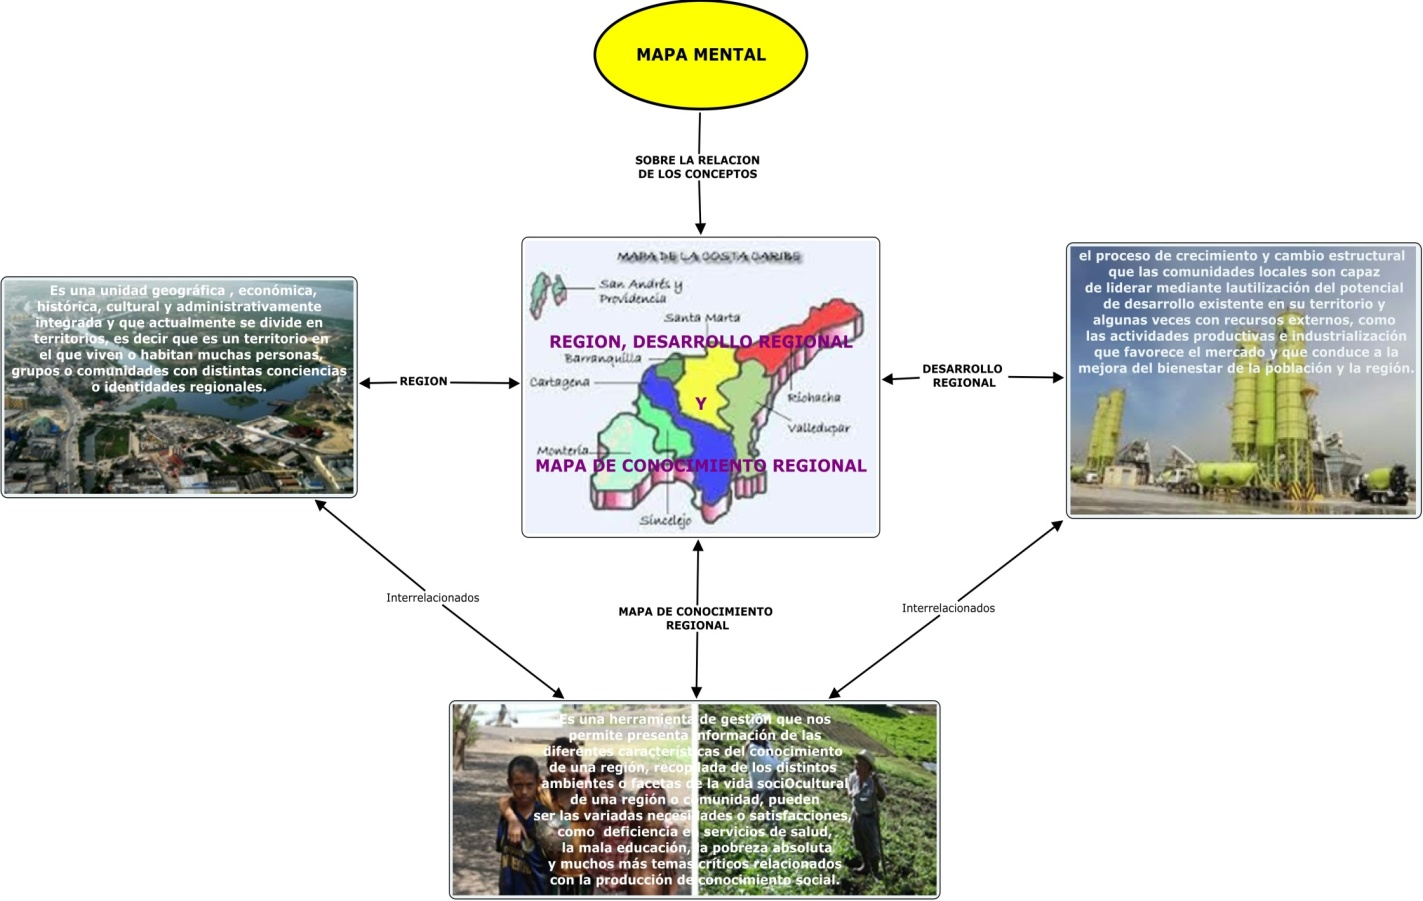 MAPA MENTAL
SOBRE LA RELACION
DE LOS CONCEPTOS
MAPA DE LA COSTA CARIBE
San Andrés y
Providencia
Santa Marta
REGION, DESARROLLO REGIONAL
Barranquilla
Cartagena
Y
Riohacha
Valledupar
Montería
MAPA DE CONOCIMIENTO REGIONAL
Sincelejo
Es una unidad geográfica , económica,
histórica, cultural y administrativamente
integrada y que actualmente se divide en
territorios, es decir que es un territorio en
el que viven o habitan muchas personas,
grupos o comunidades con distintas conciencias
o identidades regionales.
REGION
DESARROLLO
REGIONAL
el proceso de crecimiento y cambio estructural
que las comunidades locales son capaz
de liderar mediante lautilización del potencial
de desarrollo existente en su territorio y
algunas veces con recursos externos, como
las actividades productivas e industrialización
que favorece el mercado y que conduce a la
mejora del bienestar de la población y la región.
Interrelacionados
MAPA DE CONOCIMIENTO
REGIONAL
Interrelacionados
Es una herramienta de gestión que nos
permite presenta información de las
diferentes características del conocimiento
de una región, recopilada de los distintos
ambientes o facetas de la vida sociOcultural
de una región o comunidad, pueden
ser las variadas necesidades o satisfacciones,
como deficiencia en servicios de salud,
la mala educación, la pobreza absoluta
y muchos más temas críticos relacionados
con la producción de conocimiento social.